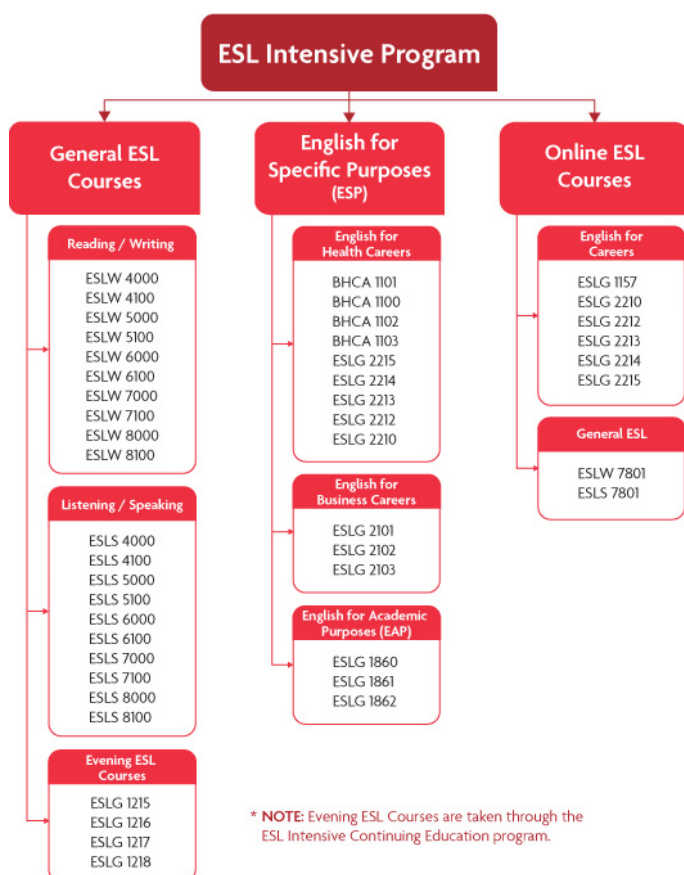 ESL Intensive Program
General ESL
Courses
Reading / Writing
ESLW 4000
ESLW 4100
ESLW 5000
ESLW 5100
ESLW 6000
ESLW 6100
ESLW 7000
ESLW 7100
ESLW 8000
ESLW 8100
Listening / Speaking
ESLS 4000
ESLS 4100
ESLS 5000
ESLS 5100
ESLS 6000
ESLS 6100
ESLS 7000
ESLS 7100
ESLS 8000
ESLS 8100
Evening ESL
Courses
ESLG 1215
ESLG 1216
ESLG 1217
ESLG 1218
English for
Specific Purposes
(ESP)
English for
Health Careers
BHCA 1101
BHCA 1100
BHCA 1102
BHCA 1103
ESLG 2215
ESLG 2214
ESLG 2213
ESLG 2212
ESLG 2210
English for
Business Careers
ESLG 2101
ESLG 2102
ESLG 2103
English for Academic
Purposes (EAP)
ESLG 1860
ESLG 1861
ESLG 1862
Online ESL
Courses
English for
Careers
ESLG 1157
ESLG 2210
ESLG 2212
ESLG 2213
ESLG 2214
ESLG 2215
General ESL
ESLW 7801
ESLS 7801
* NOTE: Evening ESL Courses are taken through the
ESL Intensive Continuing Education program.